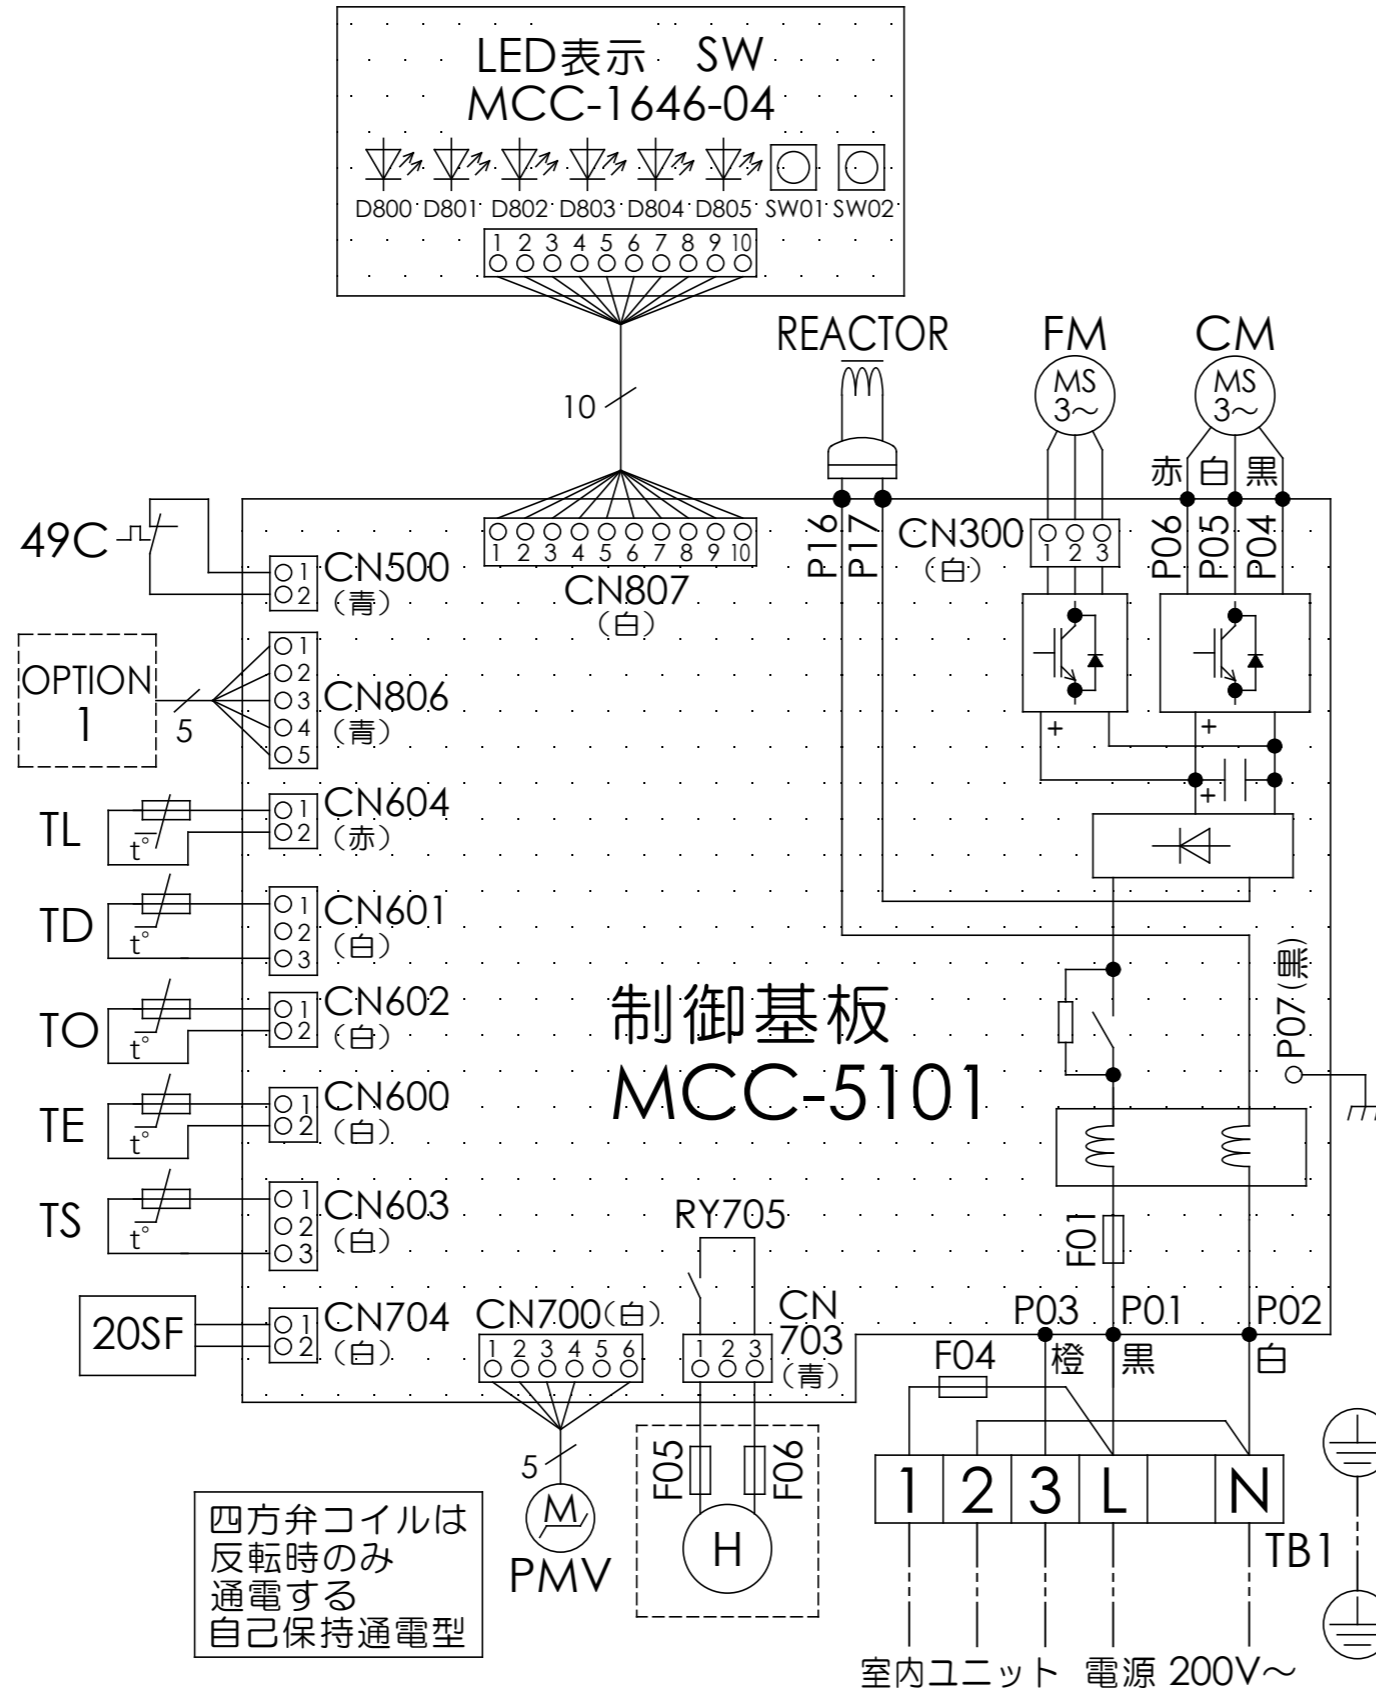 LED表示 SW
MCC-1646-04
D800 D801 D802 D803 D804 D805 SW01 SW02
1 2 3 4 5 6 7 8 9 10
REACTOR
FM
CM
MS
3～
MS
3～
10
赤 白 黒
49C
1
2
CN500
（青）
1 2 3 4 5 6 7 8 9 10
CN807
（白）
P16
P17
CN300
（白）
1 2 3
P06
P05
P04
OPTION
1
5
1
2
3
4
5
CN806
（青）
+
+
+
TL
t°
1
2
CN604
（赤）
TD
t°
1
2
3
CN601
（白）
TO
t°
1
2
CN602
（白）
制御基板
MCC-5101
P07（黒）
TE
t°
1
2
CN600
（白）
TS
t°
1
2
3
CN603
（白）
RY705
F01
20SF
1
2
CN704
（白）
CN700（白）
1 2 3 4 5 6
1 2 3
CN
703
（青）
P03 P01 P02
橙 黒 白
F04
5
M
PMV
F05
F06
H
1 2 3 L N
TB1
四方弁コイルは
反転時のみ
通電する
自己保持通電型
室内ユニット 電源 200V～